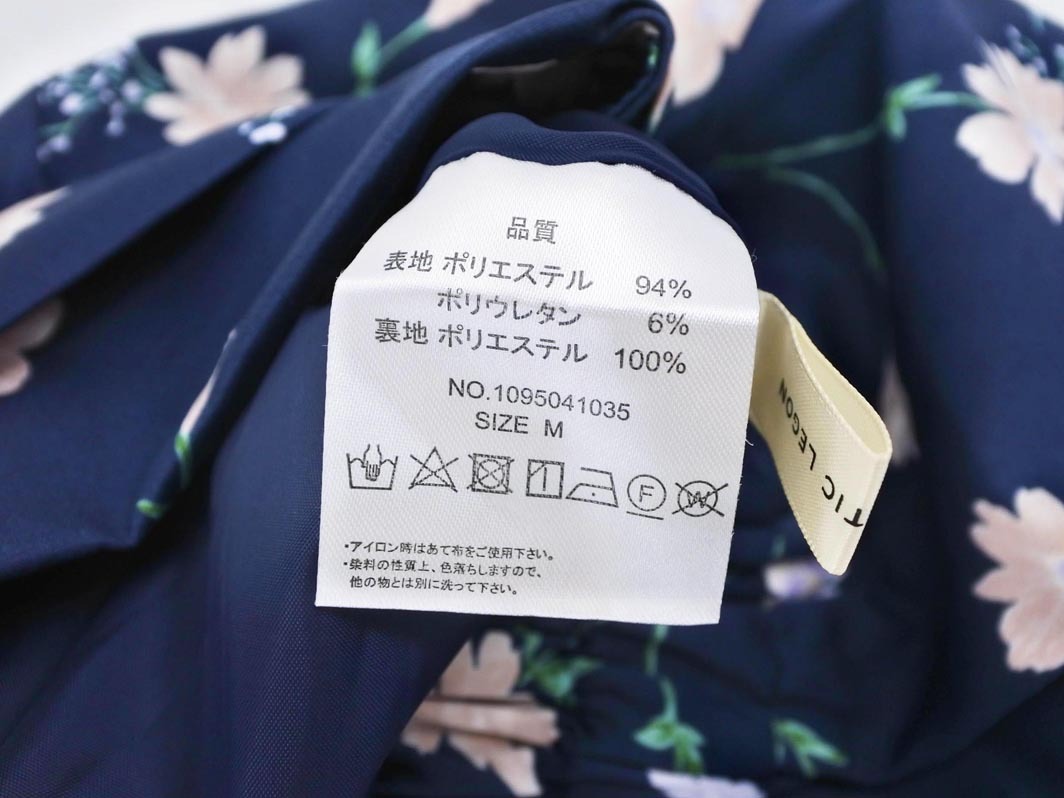 品質
表地 ポリエステル 94%
ポリウレタン 6%
裏地 ポリエステル 100%
NO.1095041035
SIZE M
F
W
・アイロン時はあて布をご使用下さい。
・染料の性質上、色落ちしますので、
他の物とは別に洗って下さい。
TIC LEGON